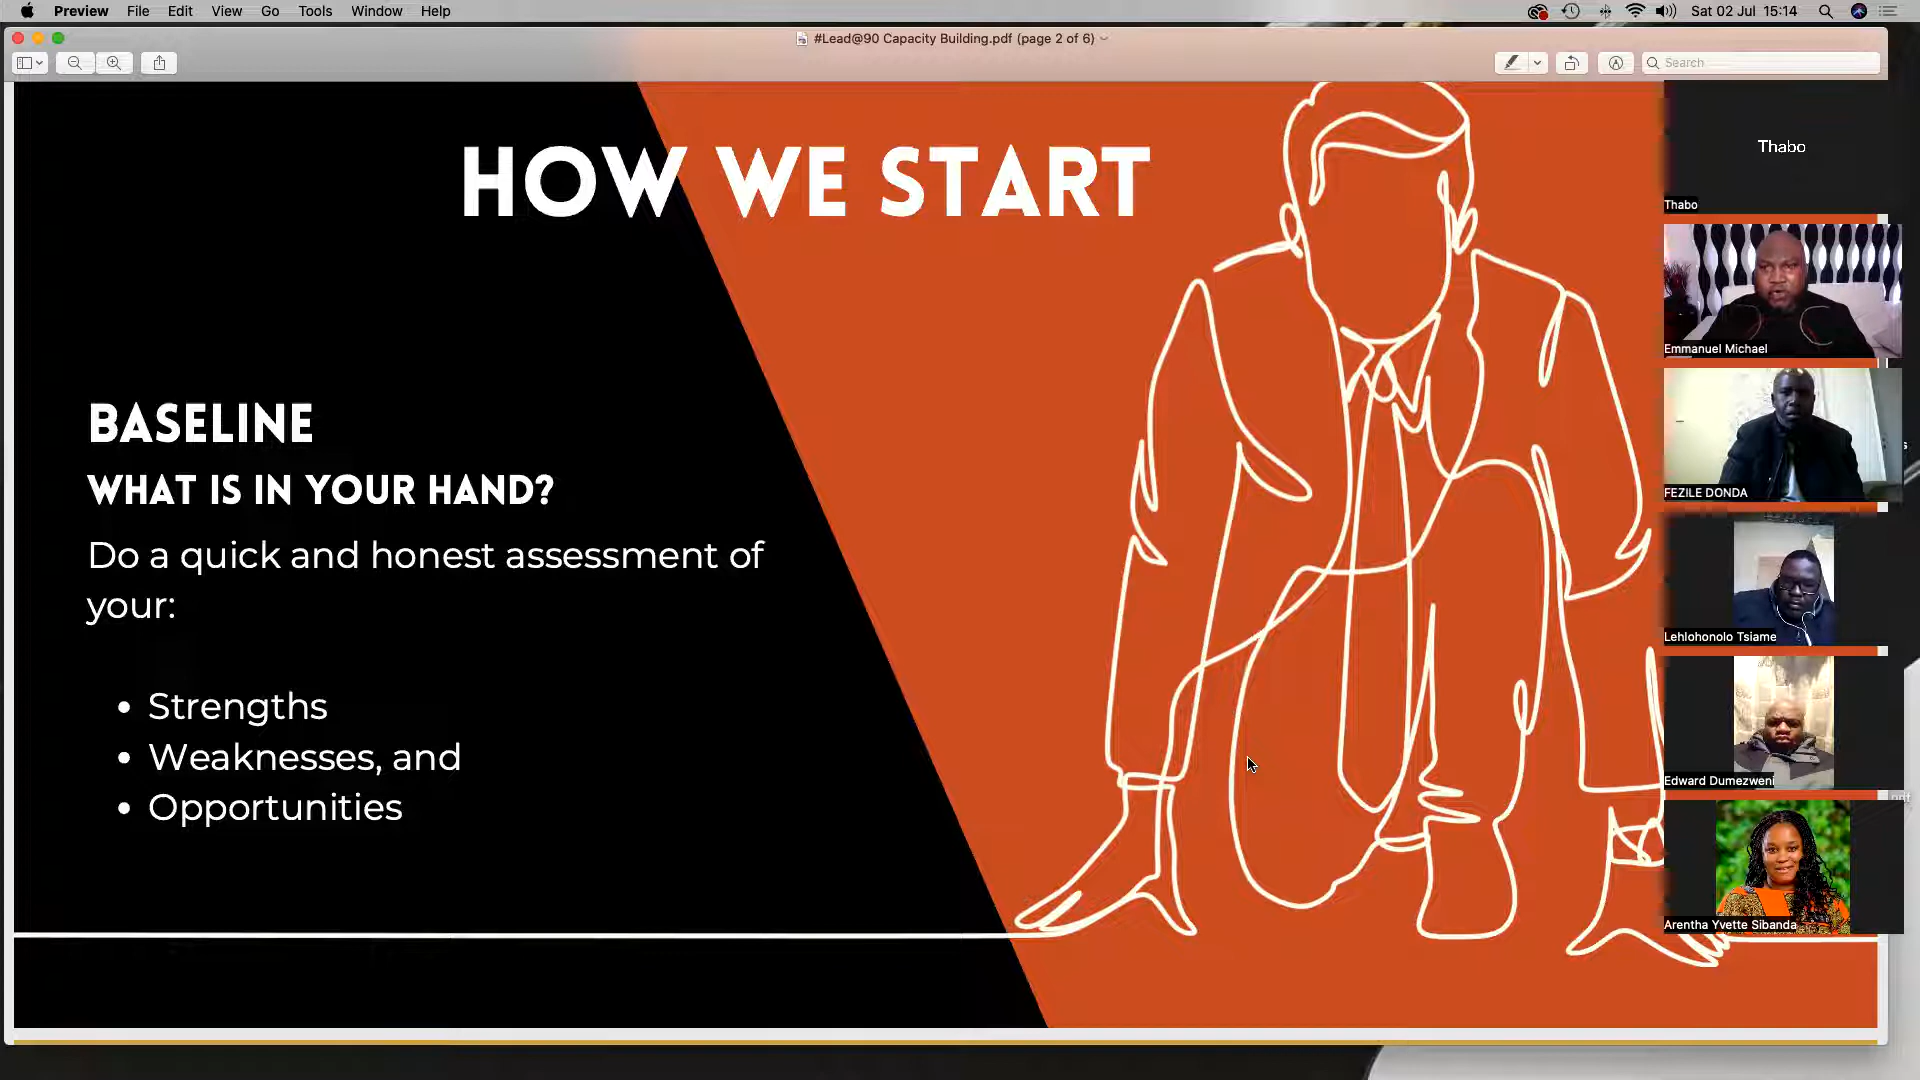 Preview File Edit View Go Tools Window Help
Sat 02 Jul 15:14
#Lead@90 Capacity Building.pdf (page 2 of 6)
Search
HOW WE START
BASELINE
WHAT IS IN YOUR HAND?
Do a quick and honest assessment of
your:
• Strengths
• Weaknesses, and
• Opportunities
Thabo
Thabo
Emmanuel Michael
FEZILE DONDA
Lehlohonolo Tsiame
Edward Dumezweni
Arentha Yvette Sibanda